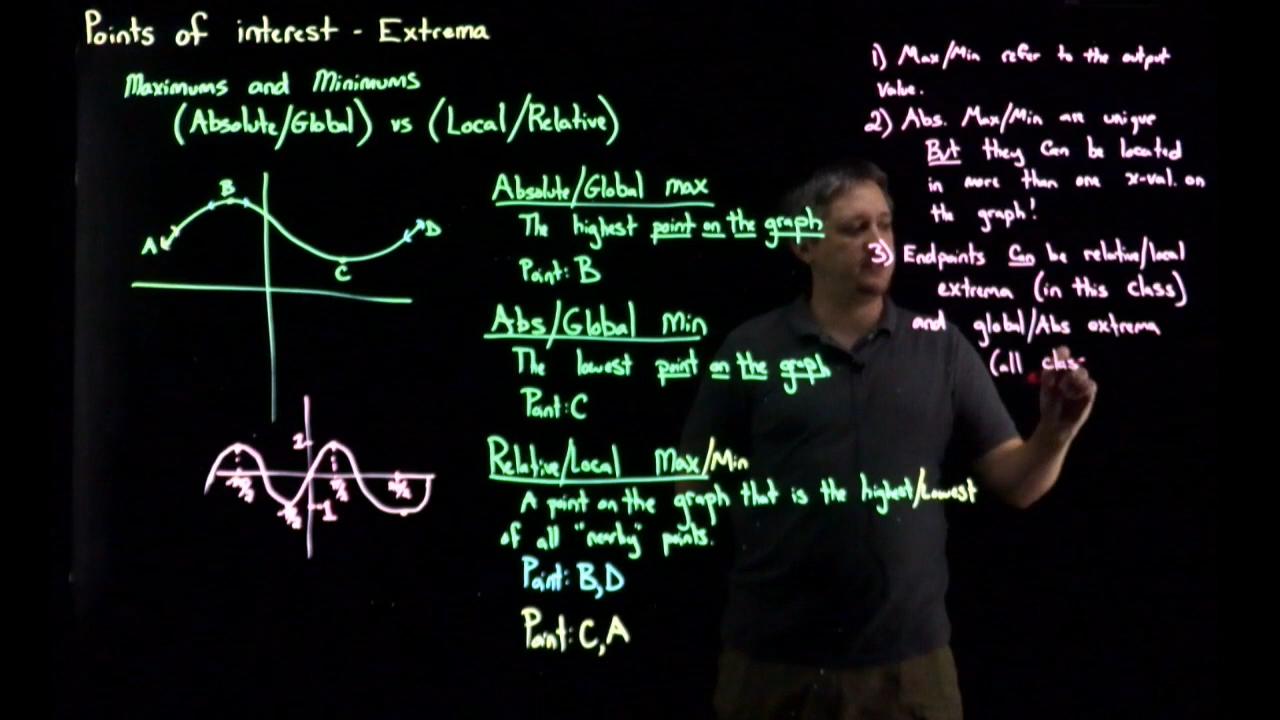 Points of interest - Extrema
Maximums and Minimums
(Absolute/Global) vs (Local/Relative)
A
B
C
D
2
1
Absolute/Global max
The highest point on the graph
Point: B
Abs/Global Min
The lowest point on the graph
Point: C
Relative/Local Max/Min
A point on the graph that is the highest/Lowest
of all "nearby" points.
Point: B, D
Point: C, A
1) Max/Min refer to the output
value.
2) Abs. Max/Min are unique
But they can be located
in more than one x-val. on
the graph!
3) Endpoints Can be relative/local
extrema (in this class)
and global/Abs extrema
(all clas